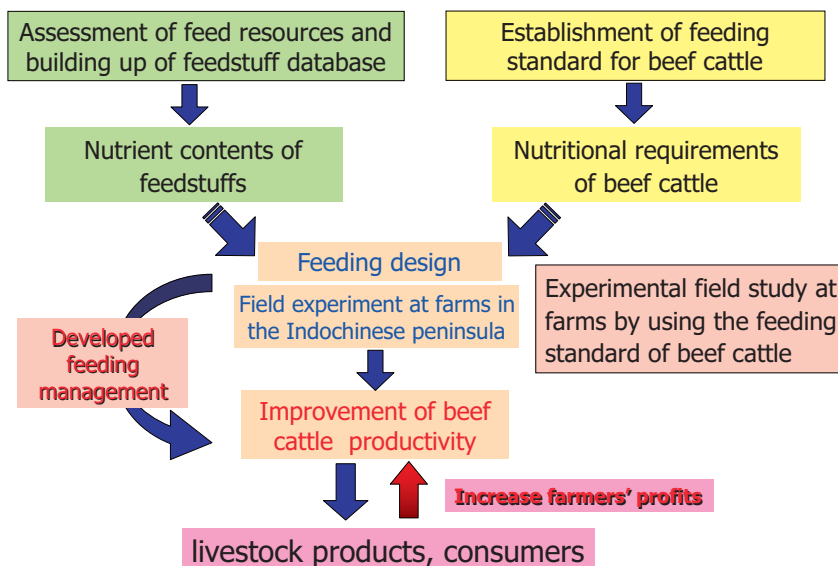 Assessment of feed resources and
building up of feedstuff database
Establishment of feeding
standard for beef cattle
Nutrient contents of
feedstuffs
Nutritional requirements
of beef cattle
Feeding design
Field experiment at farms in
the Indochinese peninsula
Experimental field study at
farms by using the feeding
standard of beef cattle
Developed
feeding
management
Improvement of beef
cattle productivity
Increase farmers' profits
livestock products, consumers